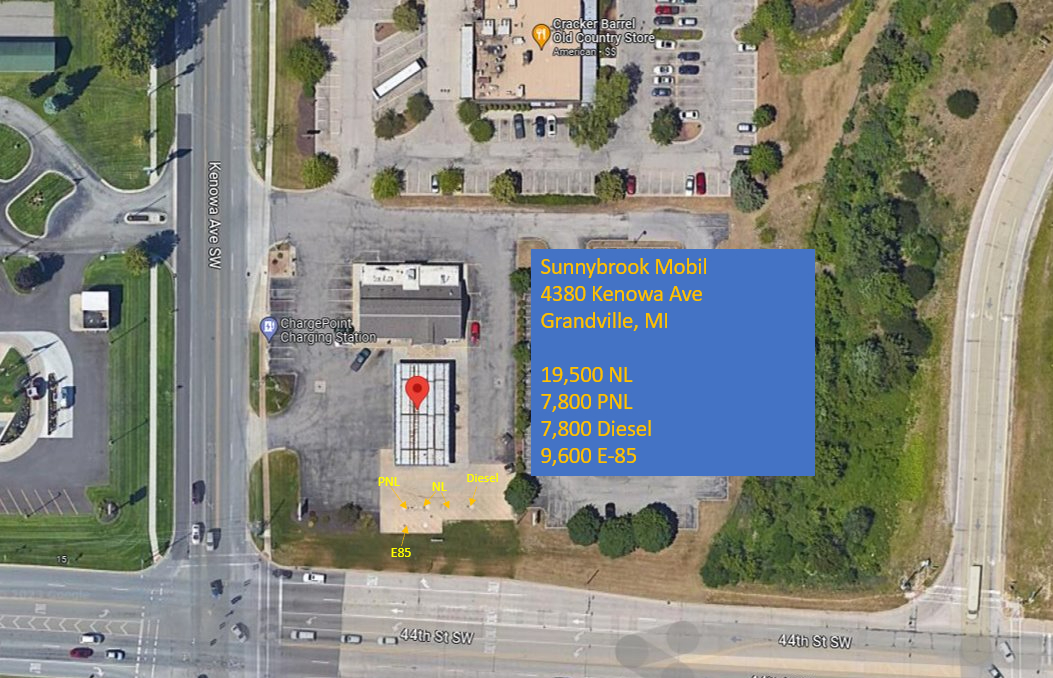 Cracker Barrel
Old Country Store
American · $$
Kenowa Ave SW
Sunnybrook Mobil
4380 Kenowa Ave
Grandville, MI
19,500 NL
7,800 PNL
7,800 Diesel
9,600 E-85
ChargePoint
Charging Station
PNL
NL
Diesel
E85
15
44th St SW
44th St SW